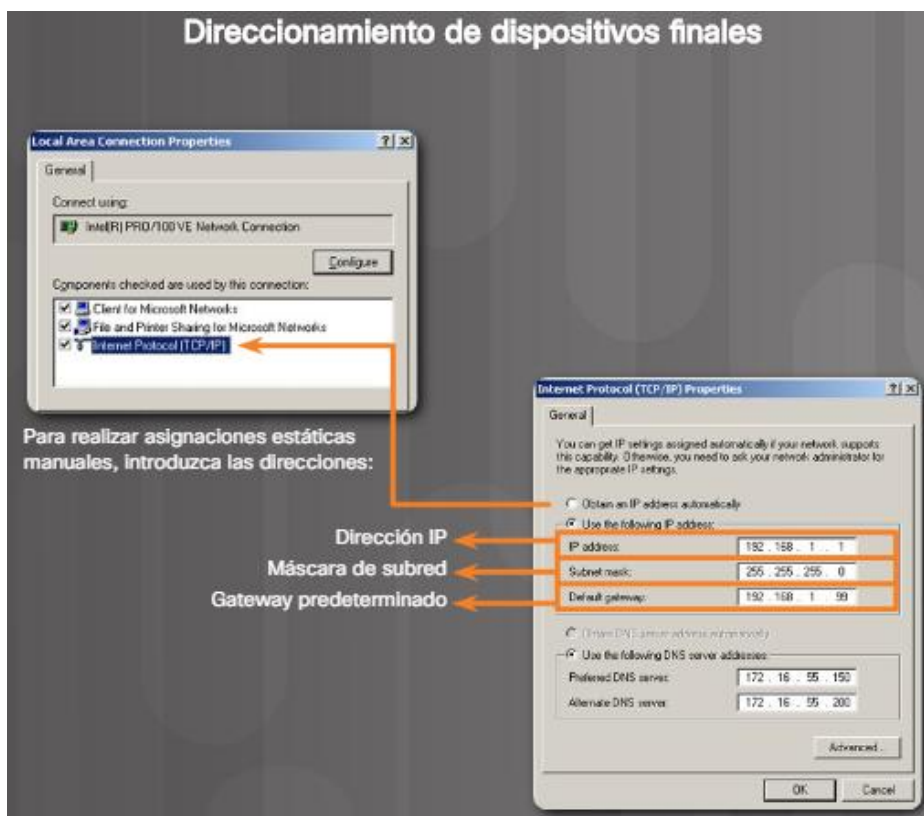 Direccionamiento de dispositivos finales
Local Area Connection Properties
General
Connect using:
Intel(R) PRO/100 VE Network Connection
Configure
Components checked are used by this connection:
Client for Microsoft Networks
File and Printer Sharing for Microsoft Networks
Internet Protocol (TCP/IP)
Para realizar asignaciones estáticas
manuales, introduzca las direcciones:
Dirección IP
Máscara de subred
Gateway predeterminado
Internet Protocol (TCP/IP) Properties
General
You can get IP settings assigned automatically if your network supports
this capability. Otherwise, you need to ask your network administrator for
the appropriate IP settings.
Obtain an IP address automatically
Use the following IP address:
IP address: 192 . 168 . 1 . 1
Subnet mask: 255 . 255 . 255 . 0
Default gateway: 192 . 168 . 1 . 99
Obtain DNS server address automatically
Use the following DNS server addresses:
Preferred DNS server: 172 . 16 . 55 . 150
Alternate DNS server: 172 . 16 . 55 . 200
Advanced...
OK
Cancel